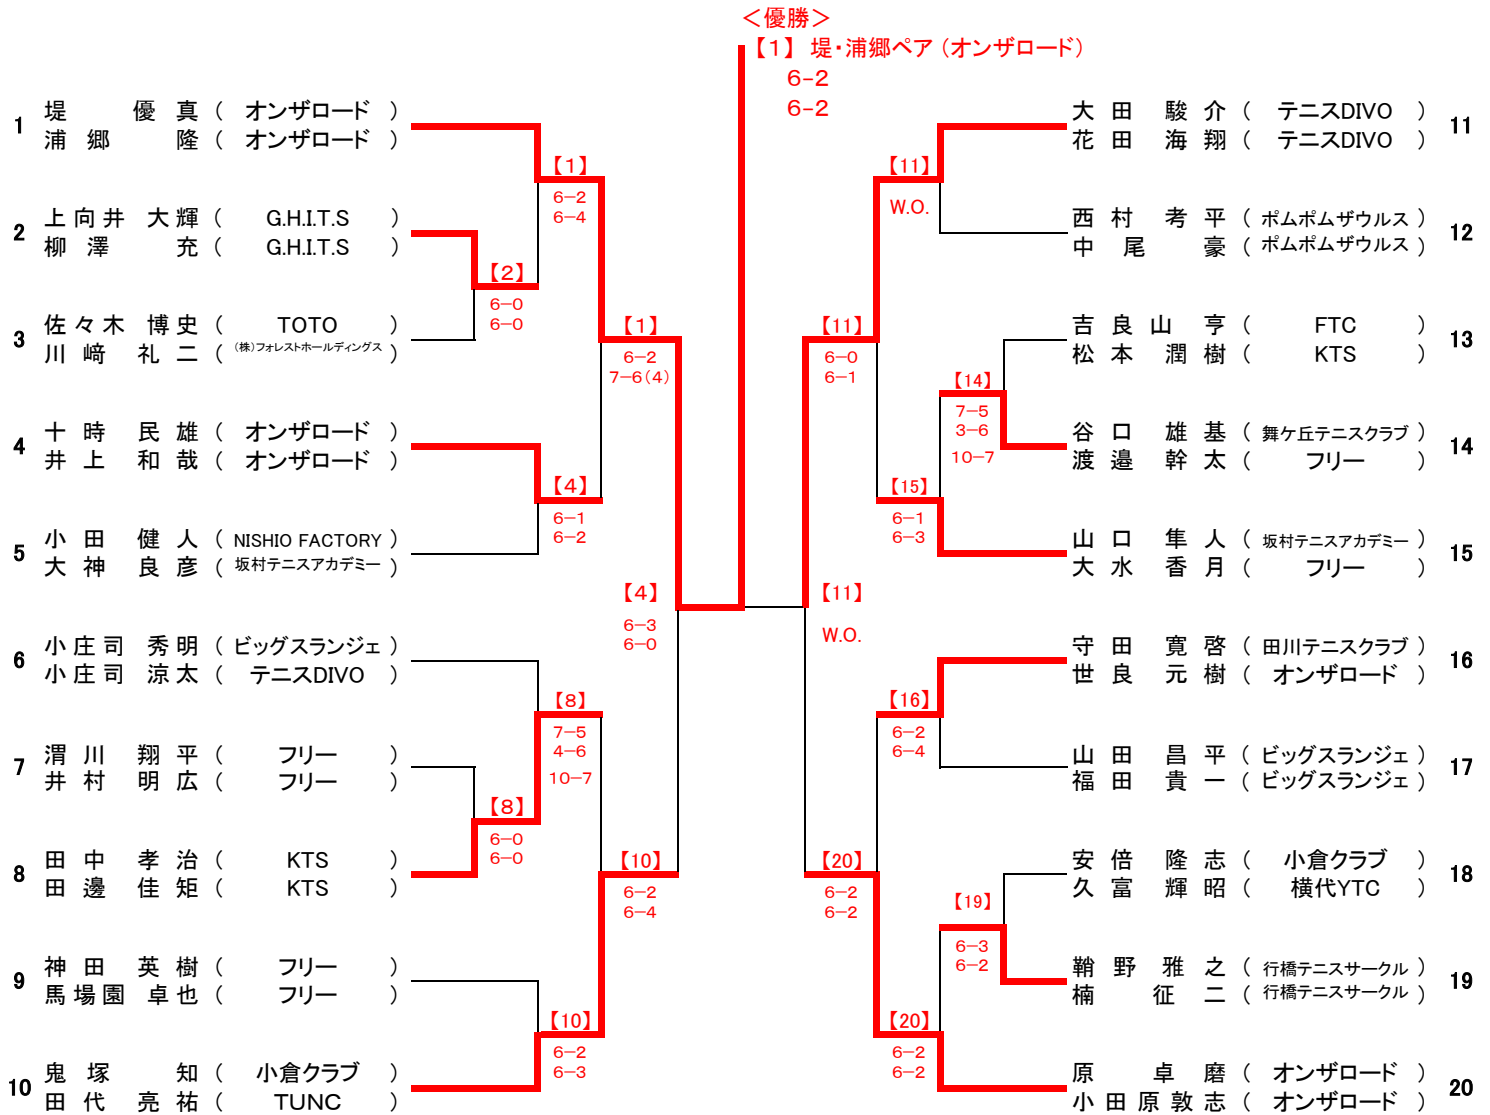 ＜優勝＞
【1】 堤・浦郷ペア (オンザロード)
6-2
6-2
1 堤 優真 ( オンザロード )
浦郷 隆 ( オンザロード )
【1】
6-2
6-4
2 上向井 大輝 ( G.H.I.T.S )
柳澤 充 ( G.H.I.T.S )
【2】
6-0
6-0
3 佐々木 博史 ( TOTO )
川﨑 礼二 ( (株)フォレストホールディングス )
【1】
6-2
7-6(4)
4 十時 民雄 ( オンザロード )
井上 和哉 ( オンザロード )
【4】
6-1
6-2
5 小田 健人 ( NISHIO FACTORY )
大神 良彦 ( 坂村テニスアカデミー )
【4】
6-3
6-0
6 小庄司 秀明 ( ビッグスランジェ )
小庄司 涼太 ( テニスDIVO )
【8】
7-5
4-6
10-7
7 渭川 翔平 ( フリー )
井村 明広 ( フリー )
【8】
6-0
6-0
8 田中 孝治 ( KTS )
田邊 佳矩 ( KTS )
【10】
6-2
6-4
9 神田 英樹 ( フリー )
馬場園 卓也 ( フリー )
【10】
6-2
6-3
10 鬼塚 知 ( 小倉クラブ )
田代 亮祐 ( TUNC )
大田 駿介 ( テニスDIVO ) 11
花田 海翔 ( テニスDIVO )
【11】
W.O.
西村 考平 ( ポムポムザウルス ) 12
中尾 豪 ( ポムポムザウルス )
【11】
6-0
6-1
吉良山 亨 ( FTC ) 13
松本 潤樹 ( KTS )
【14】
7-5
3-6
10-7
谷口 雄基 ( 舞ケ丘テニスクラブ ) 14
渡邉 幹太 ( フリー )
【15】
6-1
6-3
山口 隼人 ( 坂村テニスアカデミー ) 15
大水 香月 ( フリー )
【11】
W.O.
守田 寛啓 ( 田川テニスクラブ ) 16
世良 元樹 ( オンザロード )
【16】
6-2
6-4
山田 昌平 ( ビッグスランジェ ) 17
福田 貴一 ( ビッグスランジェ )
【20】
6-2
6-2
安倍 隆志 ( 小倉クラブ ) 18
久富 輝昭 ( 横代YTC )
【19】
6-3
6-2
鞘野 雅之 ( 行橋テニスサークル ) 19
楠 征二 ( 行橋テニスサークル )
【20】
6-2
6-2
原 卓磨 ( オンザロード ) 20
小田原 敦志 ( オンザロード )